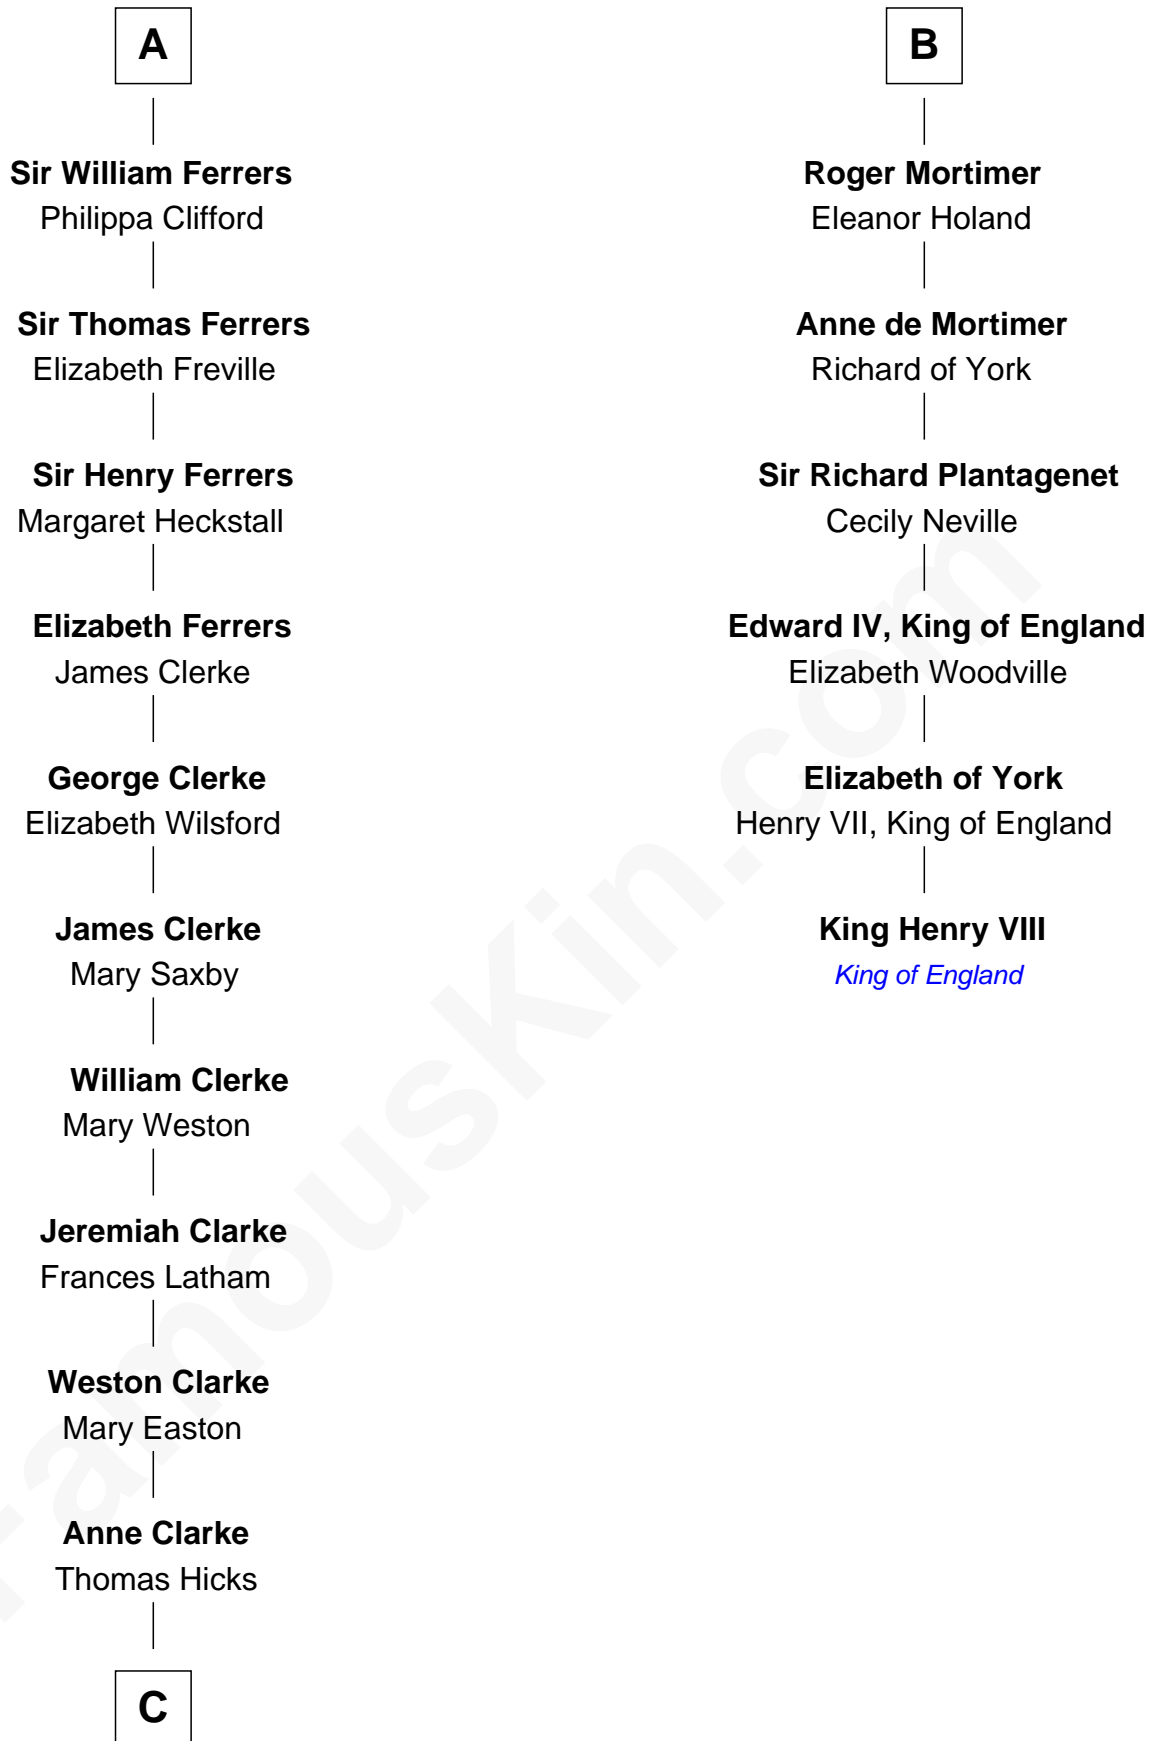 A
Sir William Ferrers
Philippa Clifford
Sir Thomas Ferrers
Elizabeth Freville
Sir Henry Ferrers
Margaret Heckstall
Elizabeth Ferrers
James Clerke
George Clerke
Elizabeth Wilsford
James Clerke
Mary Saxby
William Clerke
Mary Weston
Jeremiah Clarke
Frances Latham
Weston Clarke
Mary Easton
Anne Clarke
Thomas Hicks
C
B
Roger Mortimer
Eleanor Holand
Anne de Mortimer
Richard of York
Sir Richard Plantagenet
Cecily Neville
Edward IV, King of England
Elizabeth Woodville
Elizabeth of York
Henry VII, King of England
King Henry VIII
King of England
FamousKin.com